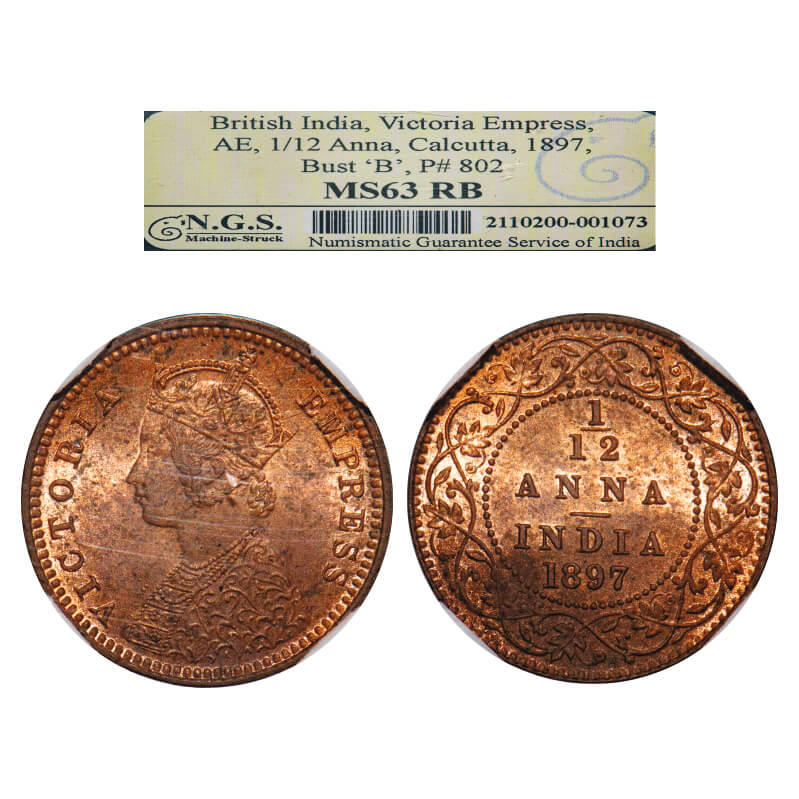 British India, Victoria Empress,
AE, 1/12 Anna, Calcutta, 1897,
Bust ‘B’, P# 802
MS63 RB
N.G.S.
Machine-Struck
2110200-001073
Numismatic Guarantee Service of India
VICTORIA EMPRESS
1
12
ANNA
INDIA
1897